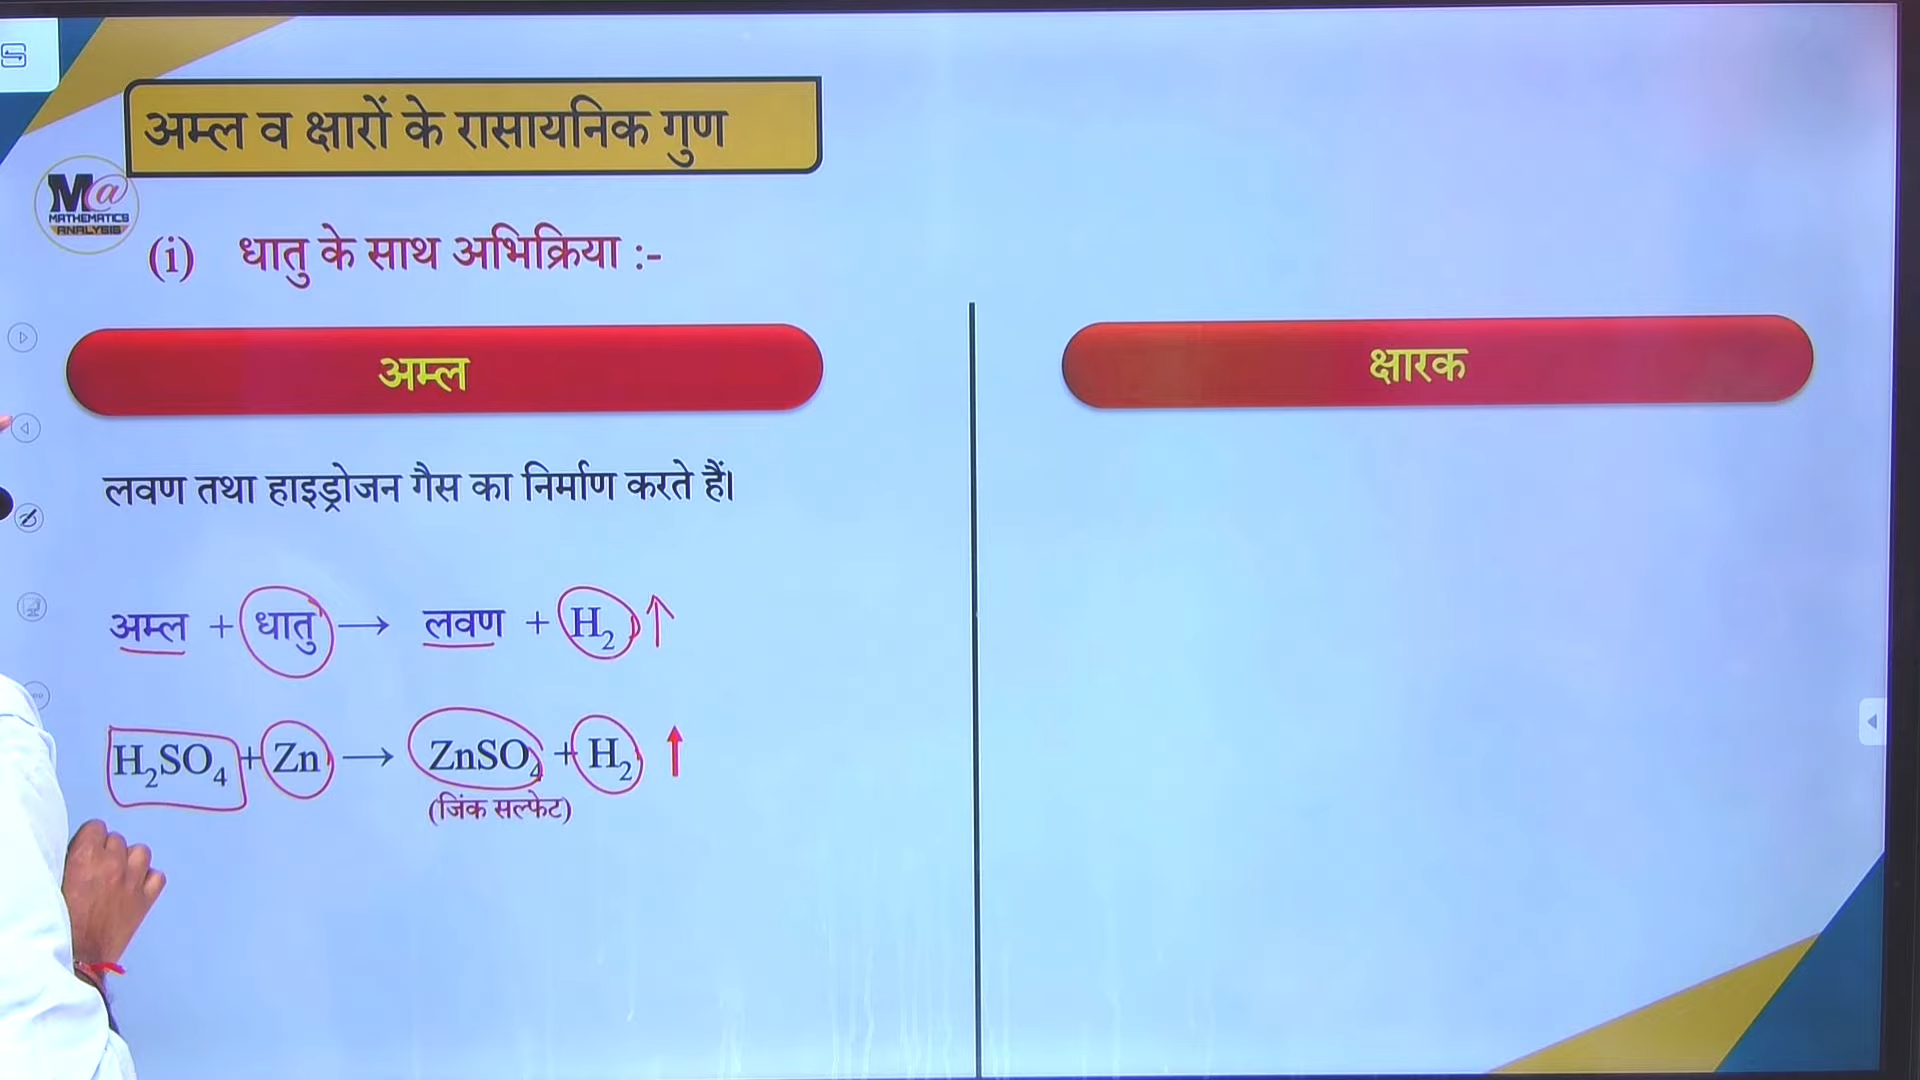 अम्ल व क्षारों के रासायनिक गुण
M@
MATHEMATICS
ANALYSIS
(i) धातु के साथ अभिक्रिया :-
अम्ल
क्षारक
लवण तथा हाइड्रोजन गैस का निर्माण करते हैं।
अम्ल + धातु → लवण + H₂ ↑
H₂SO₄ + Zn → ZnSO₄ + H₂ ↑
(जिंक सल्फेट)